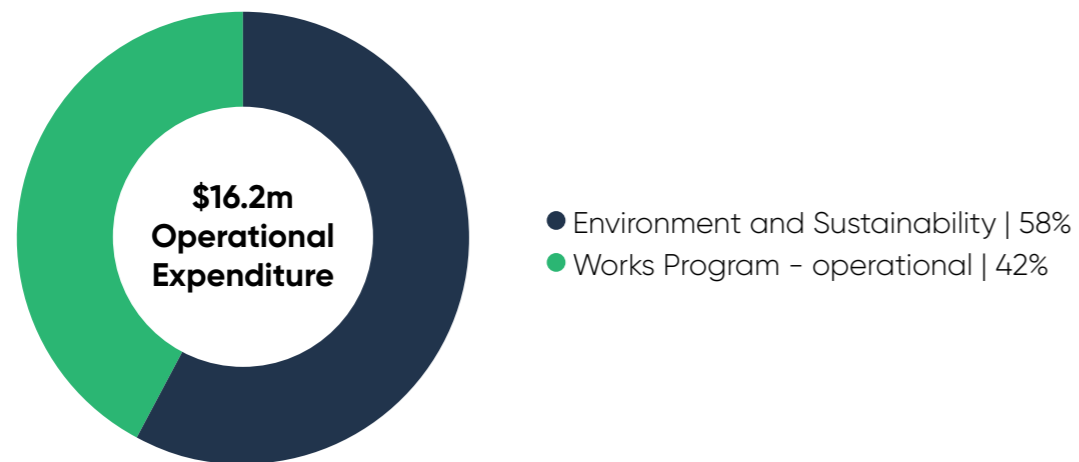 $16.2m
Operational
Expenditure
Environment and Sustainability | 58%
Works Program - operational | 42%